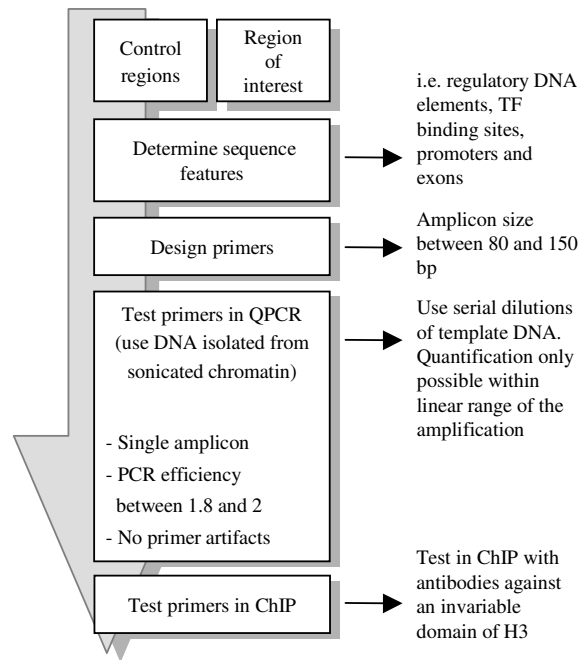 Control
regions
Region
of
interest
Determine sequence
features
i.e. regulatory DNA
elements, TF
binding sites,
promoters and
exons
Design primers
Amplicon size
between 80 and 150
bp
Test primers in QPCR
(use DNA isolated from
sonicated chromatin)
- Single amplicon
- PCR efficiency
between 1.8 and 2
- No primer artifacts
Use serial dilutions
of template DNA.
Quantification only
possible within
linear range of the
amplification
Test primers in ChIP
Test in ChIP with
antibodies against
an invariable
domain of H3